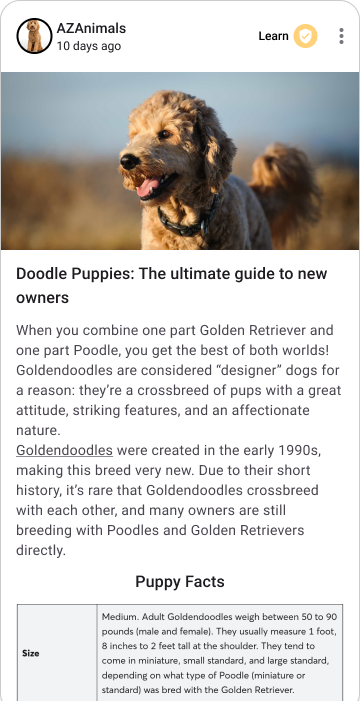 AZAnimals
10 days ago
Learn
Doodle Puppies: The ultimate guide to new
owners
When you combine one part Golden Retriever and
one part Poodle, you get the best of both worlds!
Goldendoodles are considered “designer” dogs for
a reason: they’re a crossbreed of pups with a great
attitude, striking features, and an affectionate
nature.
Goldendoodles were created in the early 1990s,
making this breed very new. Due to their short
history, it’s rare that Goldendoodles crossbreed
with each other, and many owners are still
breeding with Poodles and Golden Retrievers
directly.
Puppy Facts
Size
Medium. Adult Goldendoodles weigh between 50 to 90
pounds (male and female). They usually measure 1 foot,
8 inches to 2 feet tall at the shoulder. They tend to
come in miniature, small standard, and large standard,
depending on what type of Poodle (miniature or
standard) was bred with the Golden Retriever.